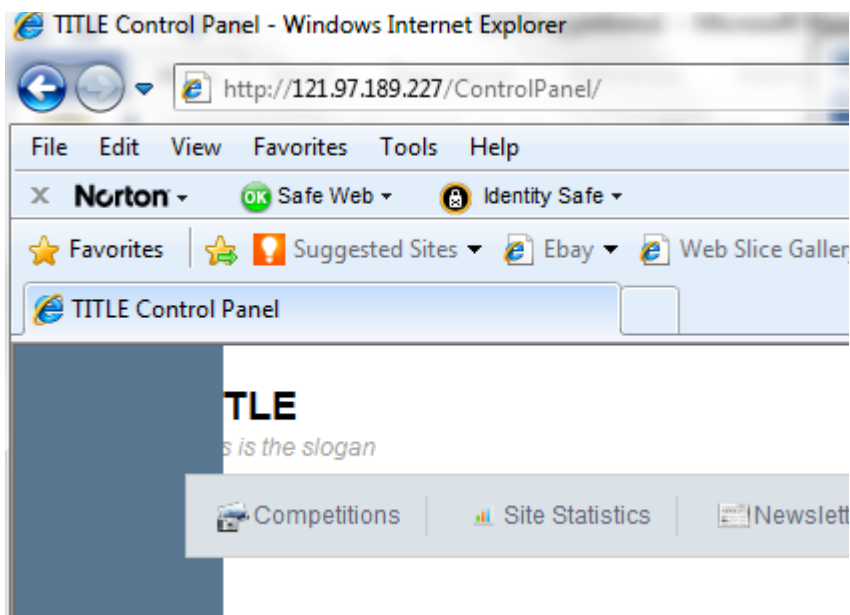 TITLE Control Panel - Windows Internet Explorer
http://121.97.189.227/ControlPanel/
File Edit View Favorites Tools Help
x Norton Safe Web Identity Safe
Favorites Suggested Sites Ebay Web Slice Galler
TITLE Control Panel
TLE
s is the slogan
Competitions Site Statistics Newslett